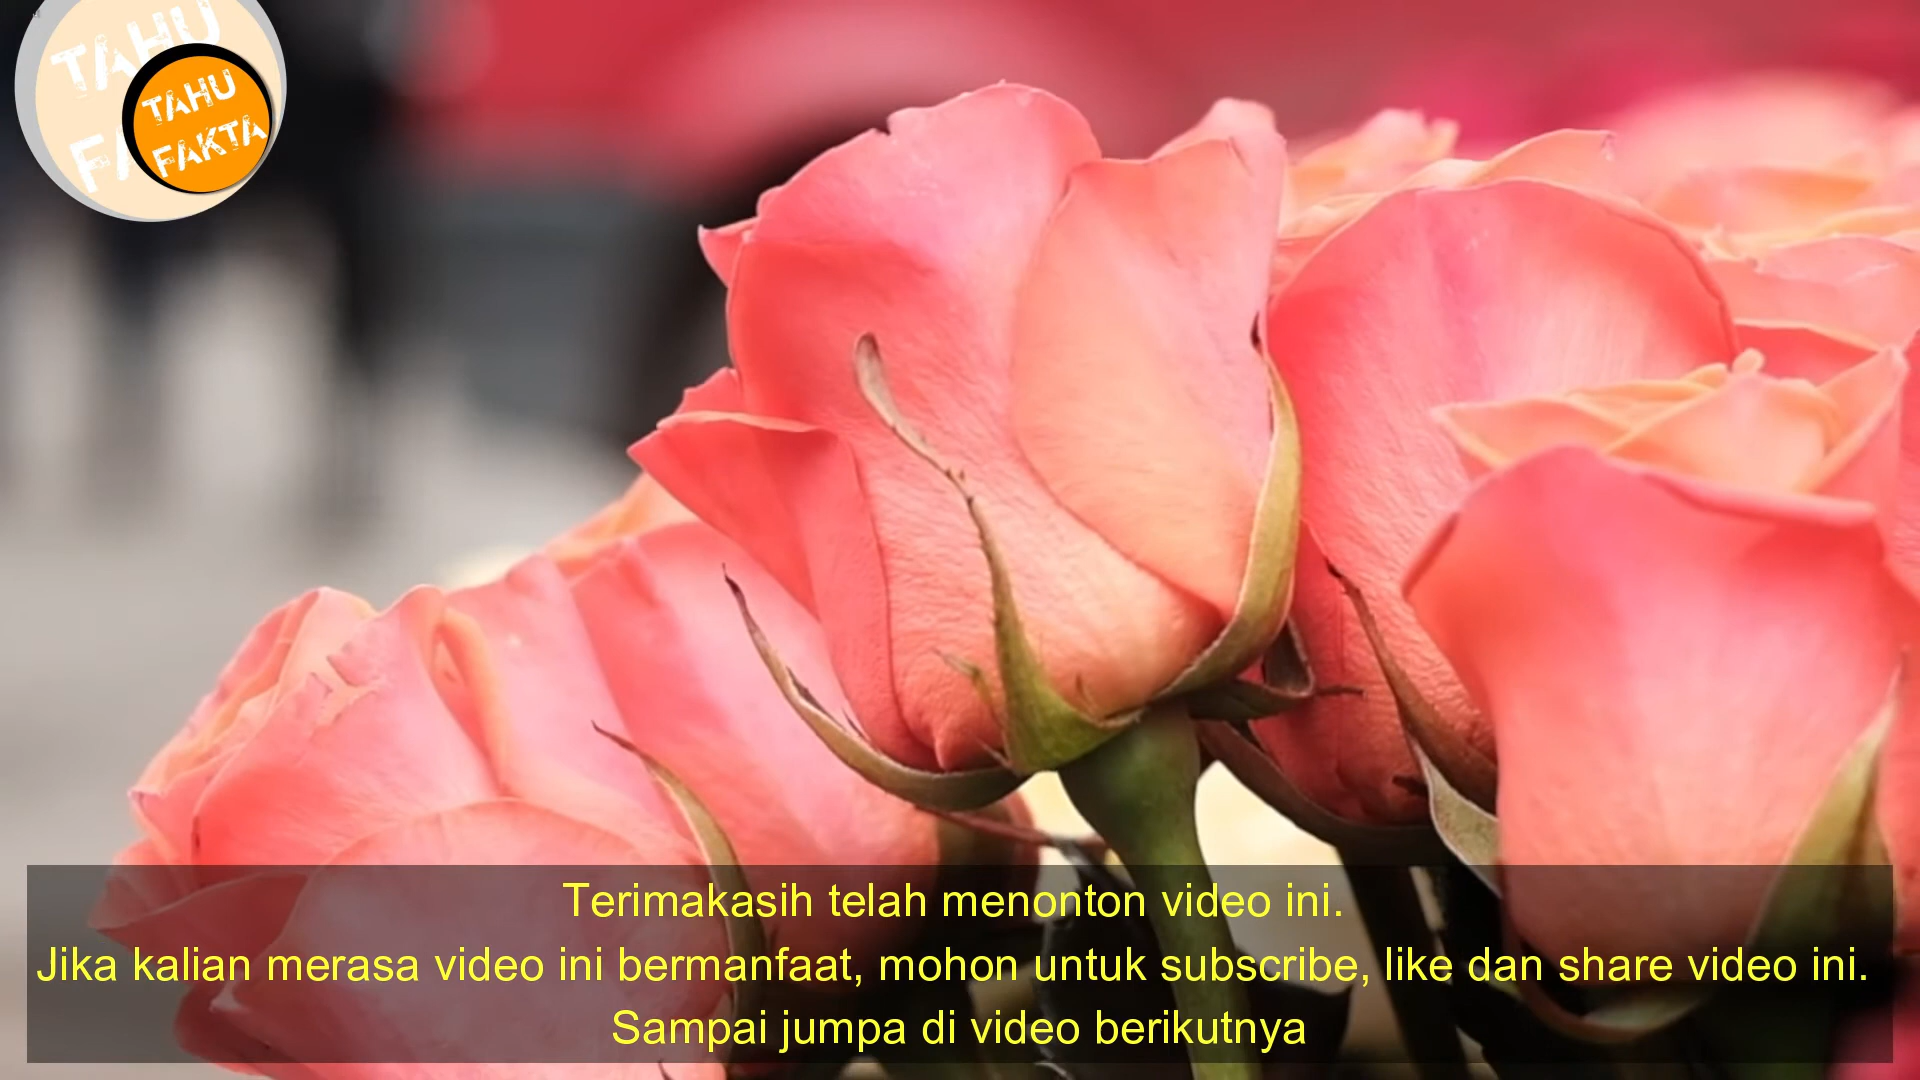 TAHU
FA
TAHU
FAKTA
Terimakasih telah menonton video ini.
Jika kalian merasa video ini bermanfaat, mohon untuk subscribe, like dan share video ini.
Sampai jumpa di video berikutnya